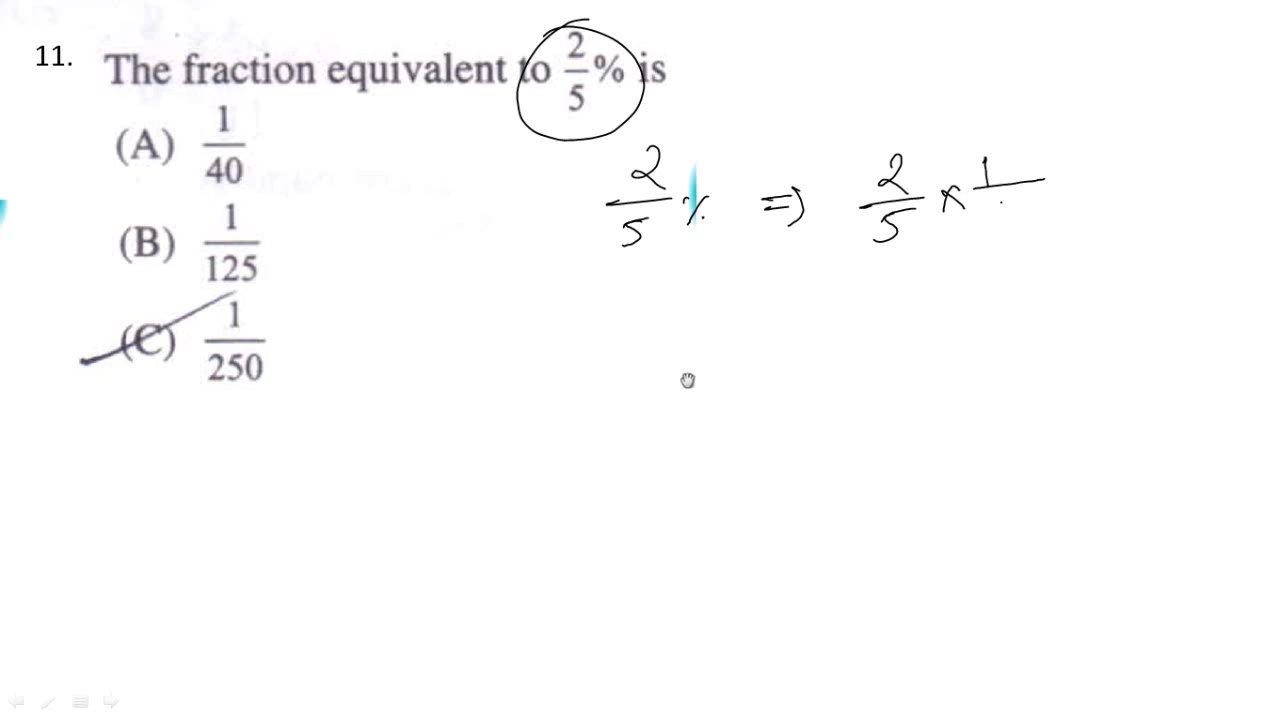 11. The fraction equivalent to 2/5 % is
(A) 1/40
(B) 1/125
(C) 1/250
2/5 % ⇒ 2/5 × 1/